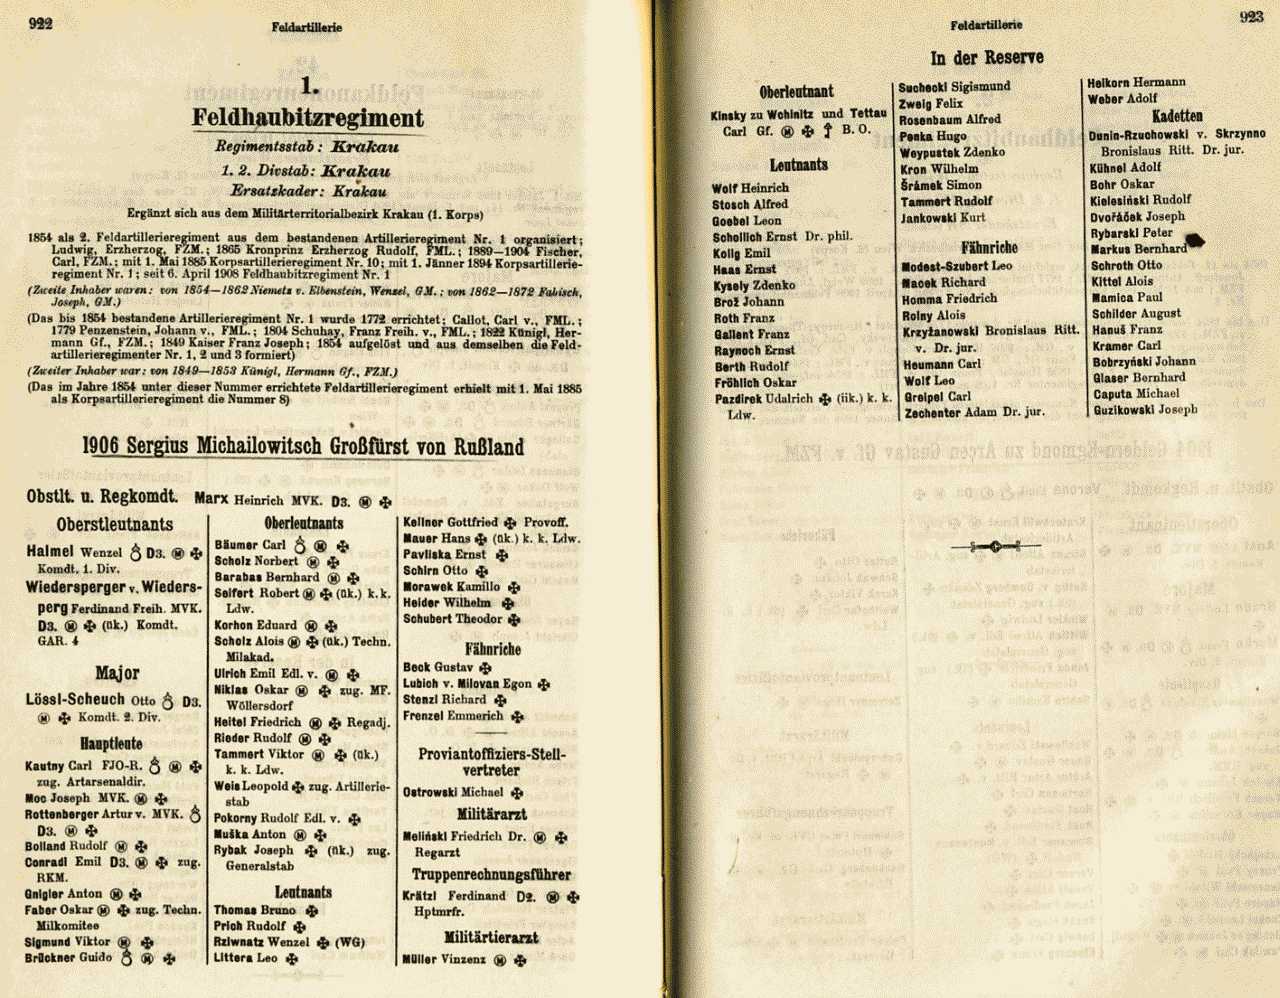 922
Feldartillerie
1.
Feldhaubitzregiment
Regimentsstab: Krakau
1. 2. Divstab: Krakau
Ersatzkader: Krakau
Ergänzt sich aus dem Militärterritorialbezirk Krakau (1. Korps)
1854 als 2. Feldartillerieregiment aus dem bestandenen Artillerieregiment Nr. 1 organisiert;
Ludwig, Erzherzog, FZM.; 1865 Kronprinz Erzherzog Rudolf, FML.; 1889—1904 Fischer,
Carl, FZM.; mit 1. Mai 1885 Korpsartillerieregiment Nr. 10; mit 1. Jänner 1894 Korpsartillerie-
regiment Nr. 1; seit 6. April 1908 Feldhaubitzregiment Nr. 1
(Zweite Inhaber waren: von 1854—1862 Niemetz v. Elbenstein, Wenzel, GM.; von 1862—1872 Fabisch,
Joseph, GM.)
(Das bis 1854 bestandene Artillerieregiment Nr. 1 wurde 1772 errichtet; Callot, Carl v., FML.;
1779 Penzenstein, Johann v., FML.; 1804 Schuhay, Franz Freih. v., FML.; 1822 Künigl, Her-
mann Gf., FZM.; 1849 Kaiser Franz Joseph; 1854 aufgelöst und aus demselben die Feld-
artillerieregimenter Nr. 1, 2 und 3 formiert)
(Zweiter Inhaber war: von 1849—1853 Künigl, Hermann Gf., FZM.)
(Das im Jahre 1854 unter dieser Nummer errichtete Feldartillerieregiment erhielt mit 1. Mai 1885
als Korpsartillerieregiment die Nummer 8)
1906 Sergius Michailowitsch Großfürst von Rußland
Obstlt. u. Regkomdt. Marx Heinrich MVK. D3. Ⓜ ✠
Oberstleutnants
Halmel Wenzel D3. Ⓜ ✠
Komdt. 1. Div.
Wiedersperger v. Wieders-
perg Ferdinand Freih. MVK.
D3. Ⓜ ✠ (ük.) Komdt.
GAR. 4
Major
Lössl-Scheuch Otto D3.
Ⓜ ✠ Komdt. 2. Div.
Hauptleute
Kautny Carl FJO-R. Ⓜ ✠
zug. Artarsenaldir.
Moc Joseph MVK. Ⓜ ✠
Rottenberger Artur v. MVK.
D3. Ⓜ ✠
Bolland Rudolf Ⓜ ✠
Conradi Emil D3. Ⓜ ✠ zug.
RKM.
Gnigler Anton Ⓜ ✠
Faber Oskar Ⓜ ✠ zug. Techn.
Milkomitee
Sigmund Viktor Ⓜ ✠
Brückner Guido Ⓜ ✠
Oberleutnants
Bäumer Carl Ⓜ ✠
Scholz Norbert Ⓜ ✠
Barabas Bernhard Ⓜ ✠
Seifert Robert Ⓜ ✠ (ük.) k. k.
Ldw.
Korhon Eduard Ⓜ ✠
Scholz Alois Ⓜ ✠ (ük.) Techn.
Milakad.
Ulrich Emil Edl. v. Ⓜ ✠
Niklas Oskar Ⓜ ✠ zug. MF.
Wöllersdorf
Heitel Friedrich Ⓜ ✠ Regadj.
Rieder Rudolf Ⓜ ✠
Tammert Viktor Ⓜ ✠ (ük.)
k. k. Ldw.
Weis Leopold ✠ zug. Artillerie-
stab
Pokorny Rudolf Edl. v. ✠
Muška Anton Ⓜ ✠
Rybak Joseph ✠ (ük.) zug.
Generalstab
Leutnants
Thomas Bruno ✠
Prich Rudolf ✠
Rziwnatz Wenzel ✠ (WG)
Littera Leo ✠
Kellner Gottfried ✠ Provoff.
Mauer Hans ✠ (ük.) k. k. Ldw.
Pavliska Ernst ✠
Schirn Otto ✠
Morawek Kamillo ✠
Heider Wilhelm ✠
Schubert Theodor ✠
Fähnriche
Beck Gustav ✠
Lubich v. Milovan Egon ✠
Stenzl Richard ✠
Frenzel Emmerich ✠
Proviantoffiziers-Stell-
vertreter
Ostrowski Michael ✠
Militärarzt
Meliński Friedrich Dr. Ⓜ ✠
Regarzt
Truppenrechnungsführer
Krätzl Ferdinand D2. Ⓜ ✠
Hptmrfr.
Militärtierarzt
Müller Vinzenz Ⓜ ✠
923
Feldartillerie
In der Reserve
Oberleutnant
Kinsky zu Wchinitz und Tettau
Carl Gf. Ⓜ ✠ B. O.
Leutnants
Wolf Heinrich
Stosch Alfred
Goebel Leon
Schollich Ernst Dr. phil.
Kolig Emil
Haas Ernst
Kysely Zdenko
Brož Johann
Roth Franz
Gallent Franz
Raynoch Ernst
Berth Rudolf
Fröhlich Oskar
Pazdirek Udalrich ✠ (ük.) k. k.
Ldw.
Suchecki Sigismund
Zweig Felix
Rosenbaum Alfred
Penka Hugo
Weypustek Zdenko
Kron Wilhelm
Šrámek Simon
Tammert Rudolf
Jankowski Kurt
Fähnriche
Modest-Szubert Leo
Macek Richard
Homma Friedrich
Rolny Alois
Krzyżanowski Bronislaus Ritt.
v. Dr. jur.
Heumann Carl
Wolf Leo
Greipel Carl
Zechenter Adam Dr. jur.
Heikorn Hermann
Weber Adolf
Kadetten
Dunin-Rzuchowski v. Skrzynno
Bronislaus Ritt. Dr. jur.
Kühnel Adolf
Bohr Oskar
Kielesiński Rudolf
Dvořáček Joseph
Rybarski Peter
Markus Bernhard
Schroth Otto
Kittel Alois
Mamica Paul
Schilder August
Hanuš Franz
Kramer Carl
Bobrzyński Johann
Glaser Bernhard
Caputa Michael
Guzikowski Joseph